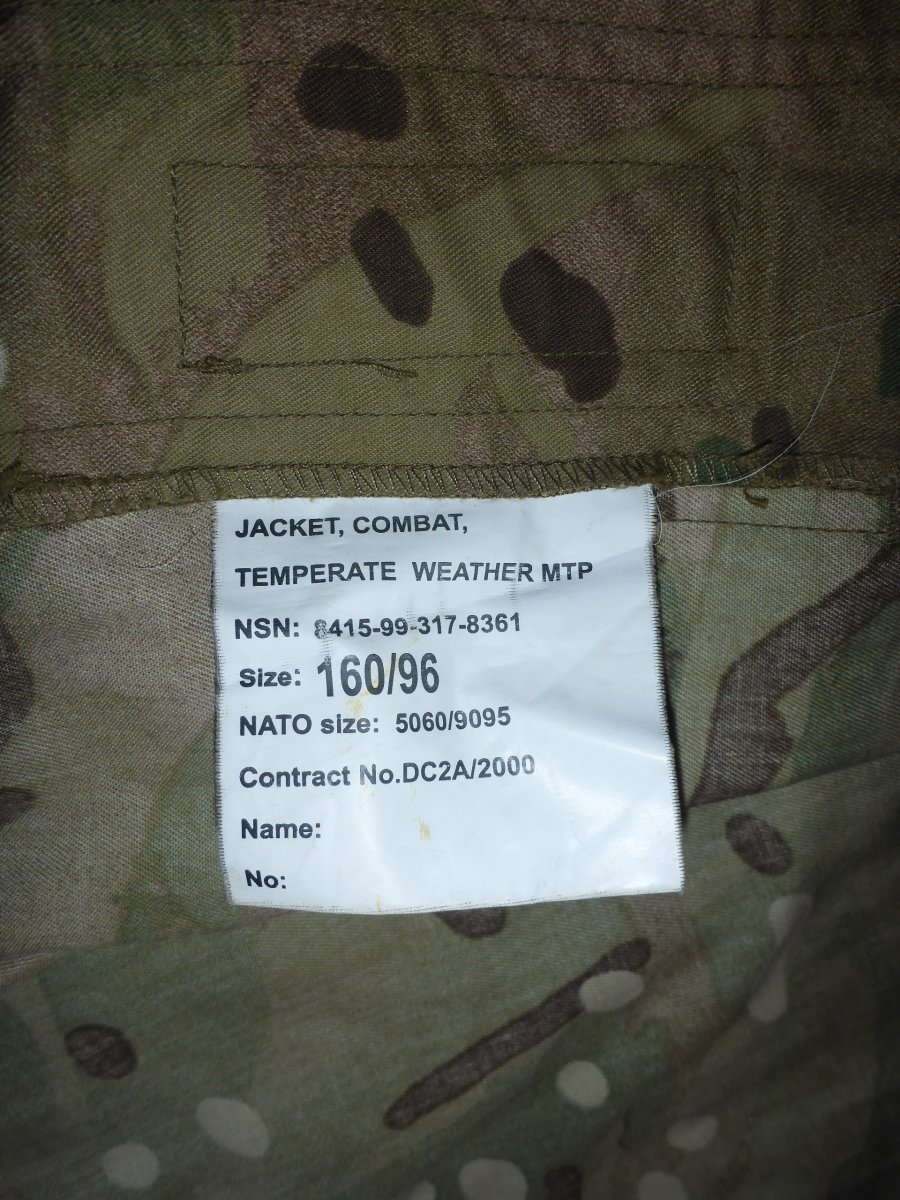 JACKET, COMBAT,
TEMPERATE WEATHER MTP
NSN: 8415-99-317-8361
Size: 160/96
NATO size: 5060/9095
Contract No.DC2A/2000
Name:
No: